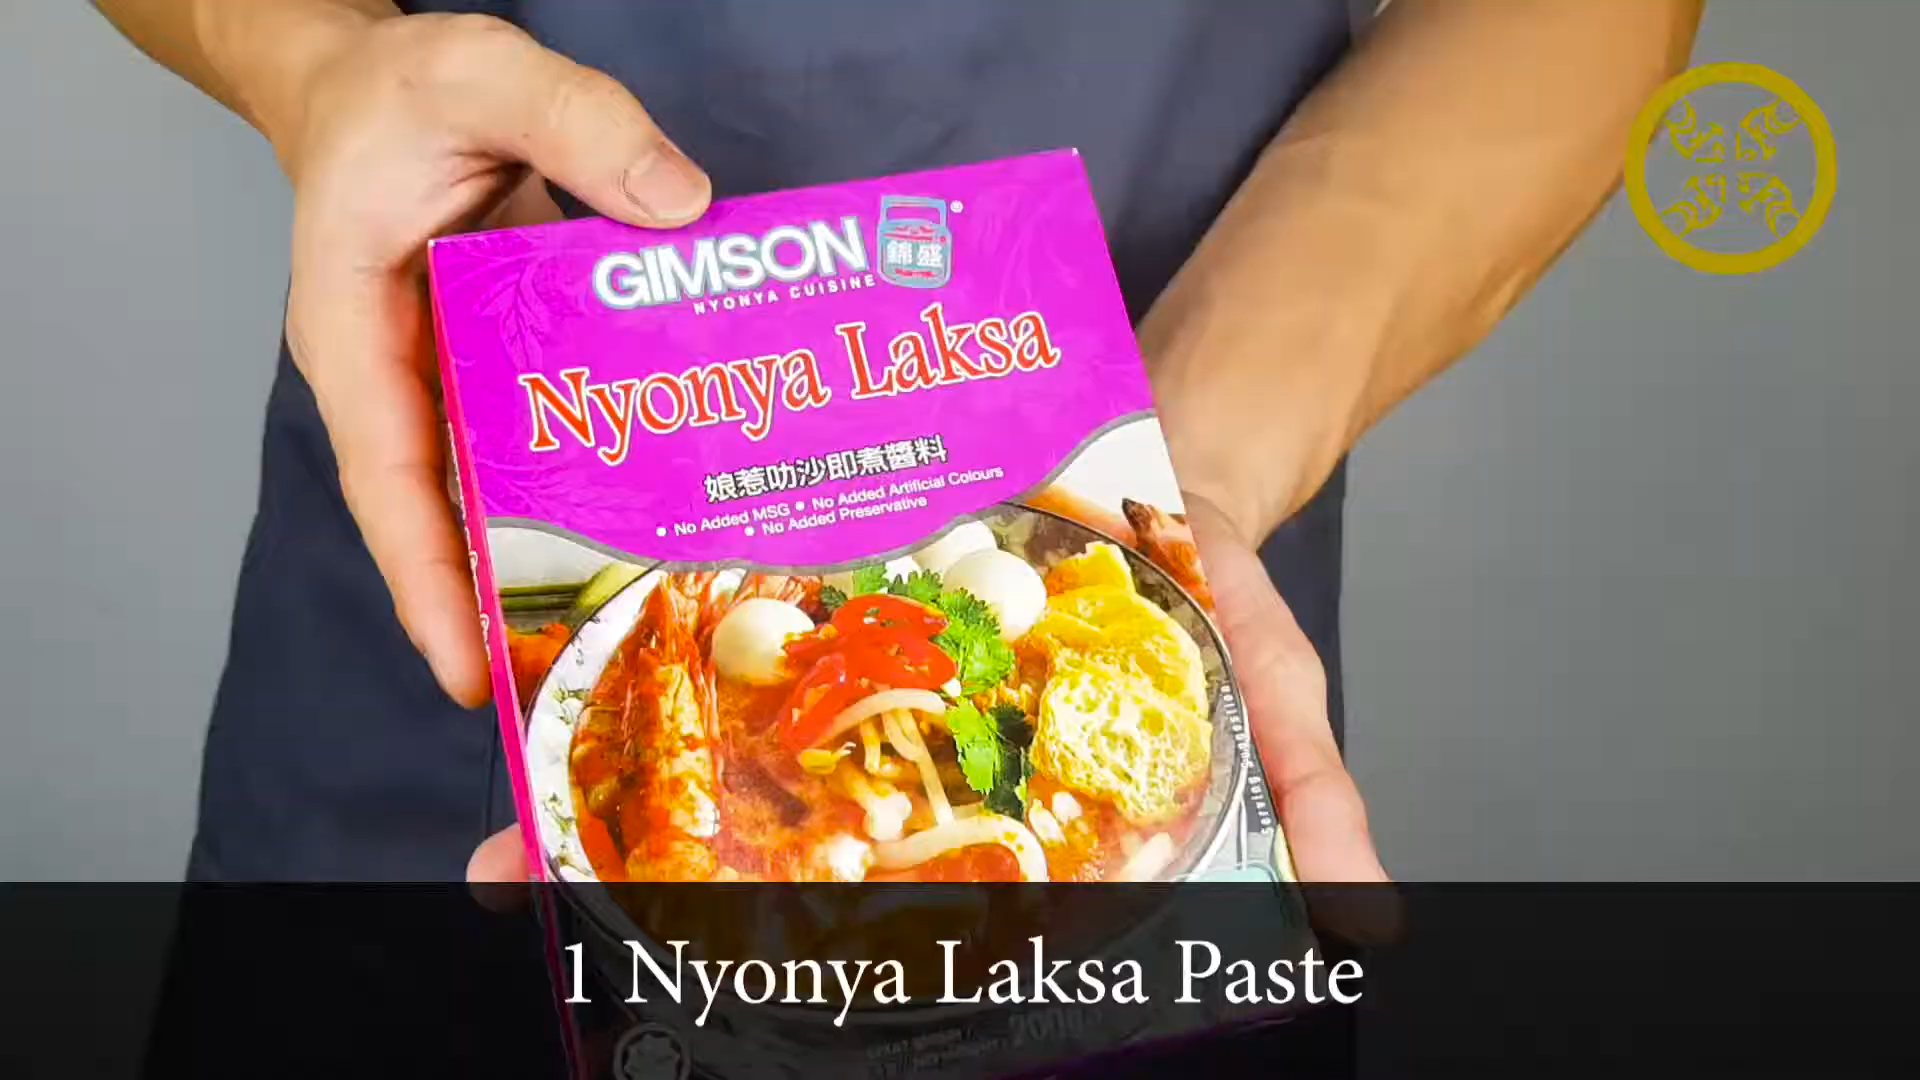 GIMSON
錦盛
®
NYONYA CUISINE
Nyonya Laksa
娘惹叻沙即煮醬料
• No Added MSG • No Added Artificial Colours
• No Added Preservative
Serving Suggestion
1 Nyonya Laksa Paste
200g